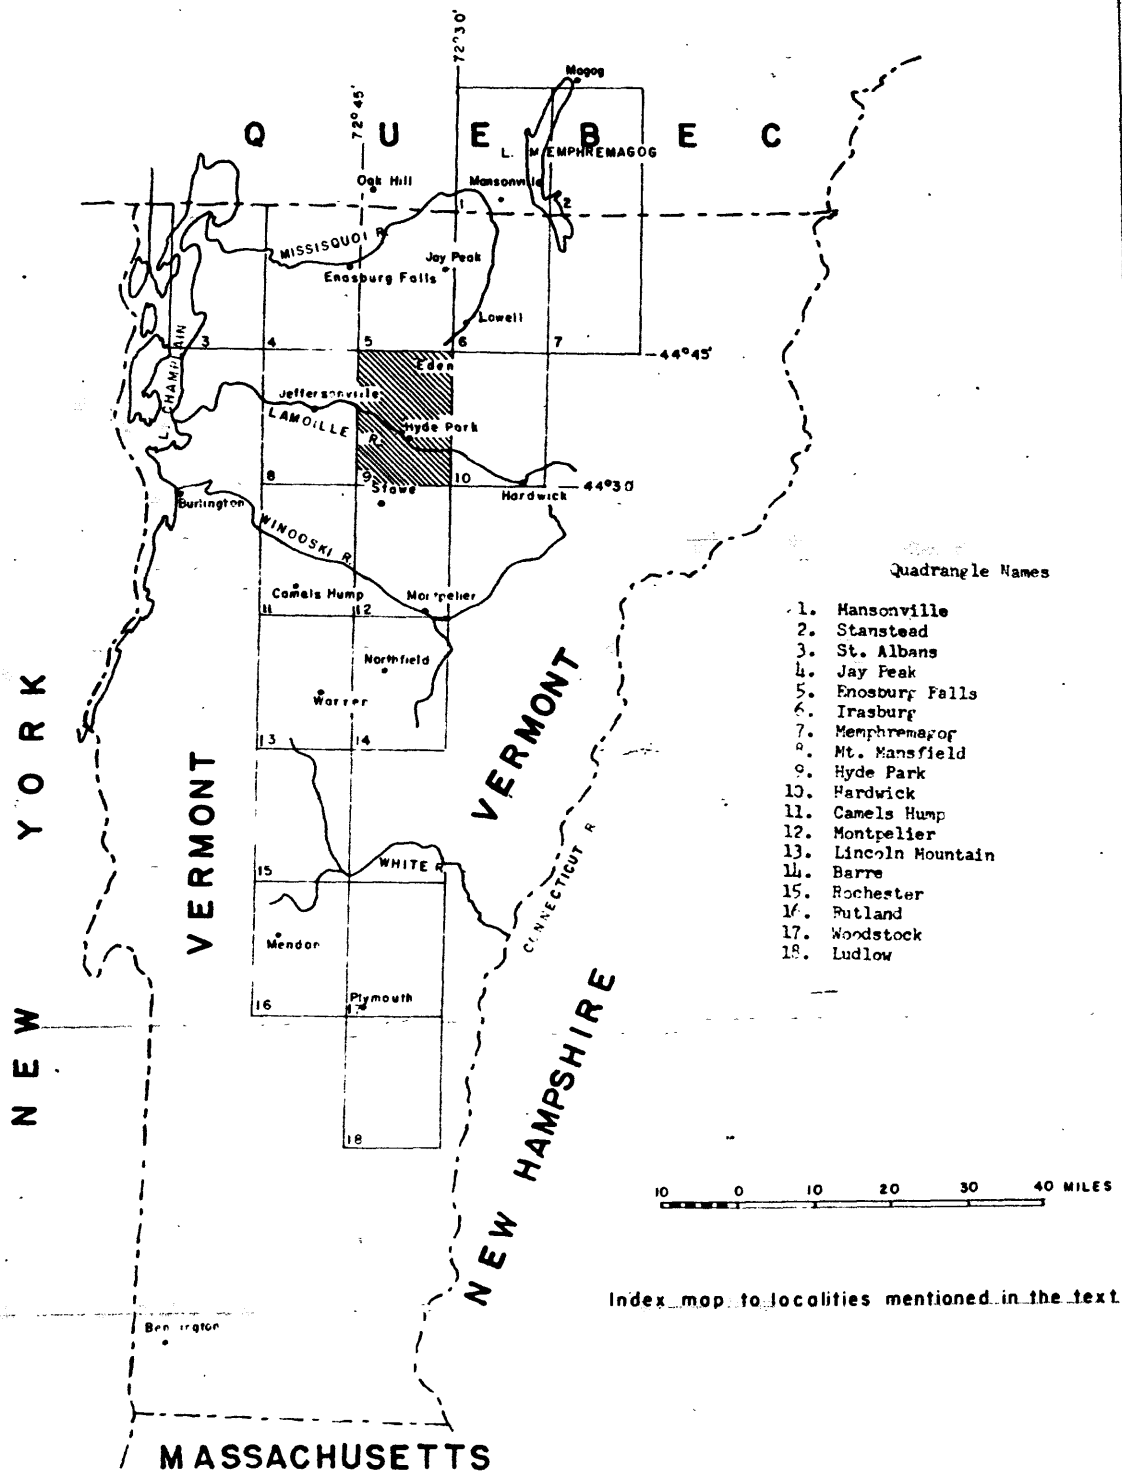 72°30'
72°45'
Magog
Q U E B E C
L. MEMPHREMAGOG
Oak Hill
Mansonville
1
2
MISSISQUOI R.
Jay Peak
Enosburg Falls
Lowell
3
4
5
6
7
44°45'
Eden
L. CHAMPLAIN
Jeffersonville
LAMOILLE R.
Hyde Park
8
9
10
44°30'
Stowe
Hardwick
Burlington
WINOOSKI R.
Camels Hump
Montpelier
11
12
Northfield
Warren
13
14
NEW YORK
VERMONT
VERMONT
WHITE R
15
CONNECTICUT R
Mendon
16
Plymouth
17
18
NEW HAMPSHIRE
Bennington
MASSACHUSETTS
Quadrangle Names
1. Mansonville
2. Stanstead
3. St. Albans
4. Jay Peak
5. Enosburg Falls
6. Irasburg
7. Memphremagog
8. Mt. Mansfield
9. Hyde Park
10. Hardwick
11. Camels Hump
12. Montpelier
13. Lincoln Mountain
14. Barre
15. Rochester
16. Rutland
17. Woodstock
18. Ludlow
10 0 10 20 30 40 MILES
Index map to localities mentioned in the text